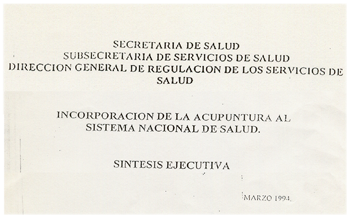 SECRETARIA DE SALUD
SUBSECRETARIA DE SERVICIOS DE SALUD
DIRECCION GENERAL DE REGULACION DE LOS SERVICIOS DE
SALUD
INCORPORACION DE LA ACUPUNTURA AL
SISTEMA NACIONAL DE SALUD.
SINTESIS EJECUTIVA
MARZO 1994.